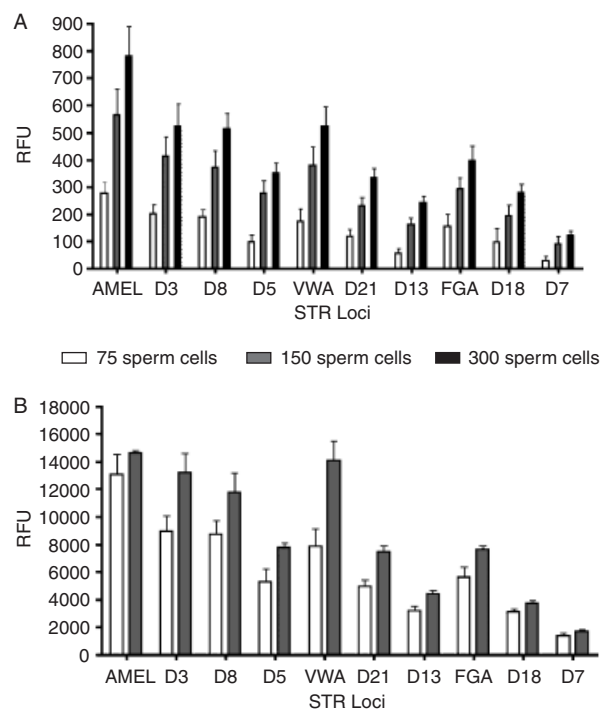 A
900
800
700
600
500
400
300
200
100
0
RFU
AMEL D3 D8 D5 VWA D21 D13 FGA D18 D7
STR Loci
75 sperm cells 150 sperm cells 300 sperm cells
B
18000
16000
14000
12000
10000
8000
6000
4000
2000
0
RFU
AMEL D3 D8 D5 VWA D21 D13 FGA D18 D7
STR Loci